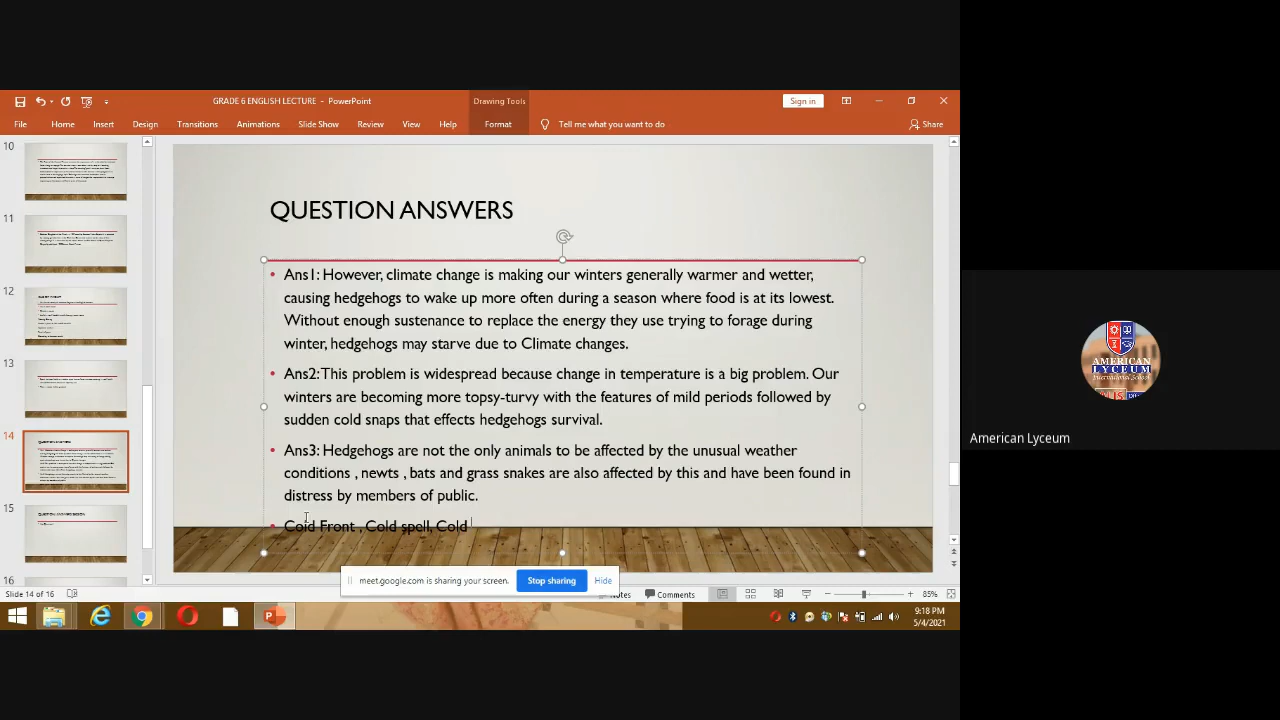 GRADE 6 ENGLISH LECTURE - PowerPoint
Drawing Tools
Sign in
File Home Insert Design Transitions Animations Slide Show Review View Help Format Tell me what you want to do Share
10
11
12
13
14
15
16
QUESTION ANSWERS
• Ans1: However, climate change is making our winters generally warmer and wetter,
causing hedgehogs to wake up more often during a season where food is at its lowest.
Without enough sustenance to replace the energy they use trying to forage during
winter, hedgehogs may starve due to Climate changes.
• Ans2: This problem is widespread because change in temperature is a big problem. Our
winters are becoming more topsy-turvy with the features of mild periods followed by
sudden cold snaps that effects hedgehogs survival.
• Ans3: Hedgehogs are not the only animals to be affected by the unusual weather
conditions , newts , bats and grass snakes are also affected by this and have been found in
distress by members of public.
• Cold Front , Cold spell, Cold
meet.google.com is sharing your screen. Stop sharing Hide
Slide 14 of 16
Comments
85%
9:18 PM
5/4/2021
AMERICAN
LYCEUM
International School
American Lyceum